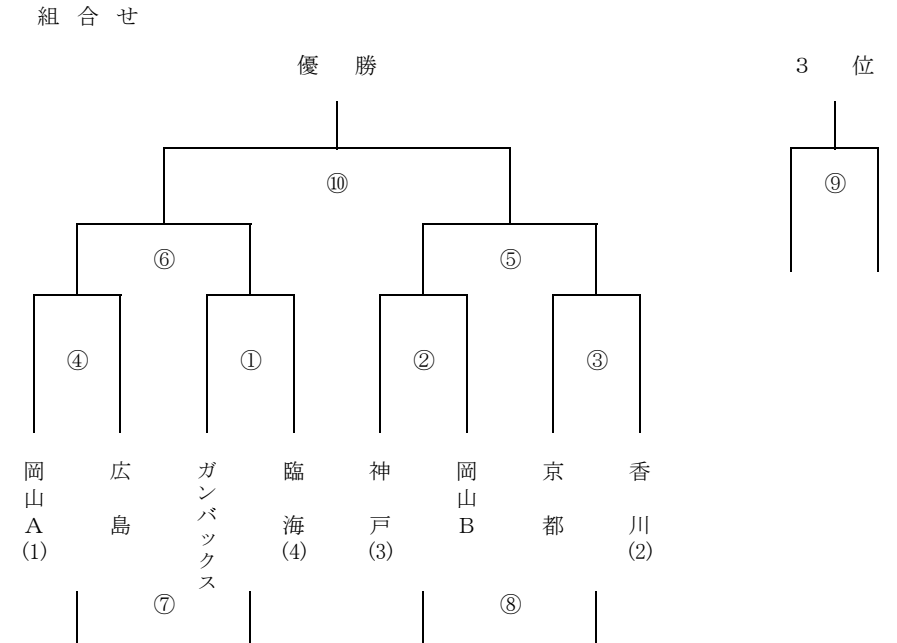 組合せ
優勝
３位
⑩
⑨
⑥
⑤
④
①
②
③
岡山Ａ(1)
広島
ガンバックス
臨海(4)
神戸(3)
岡山Ｂ
京都
香川(2)
⑦
⑧